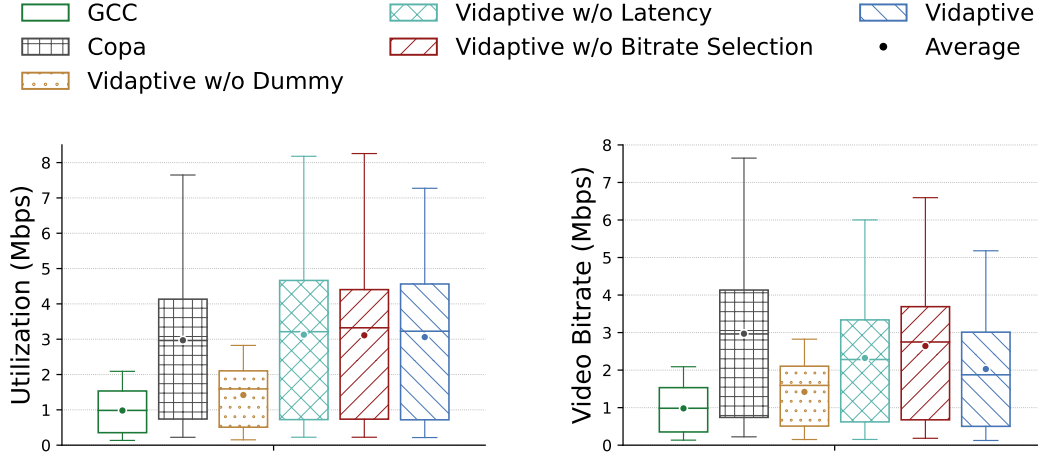 GCC
Copa
Vidaptive w/o Dummy
Vidaptive w/o Latency
Vidaptive w/o Bitrate Selection
Vidaptive
Average
Utilization (Mbps)
8
7
6
5
4
3
2
1
0
Video Bitrate (Mbps)
8
7
6
5
4
3
2
1
0